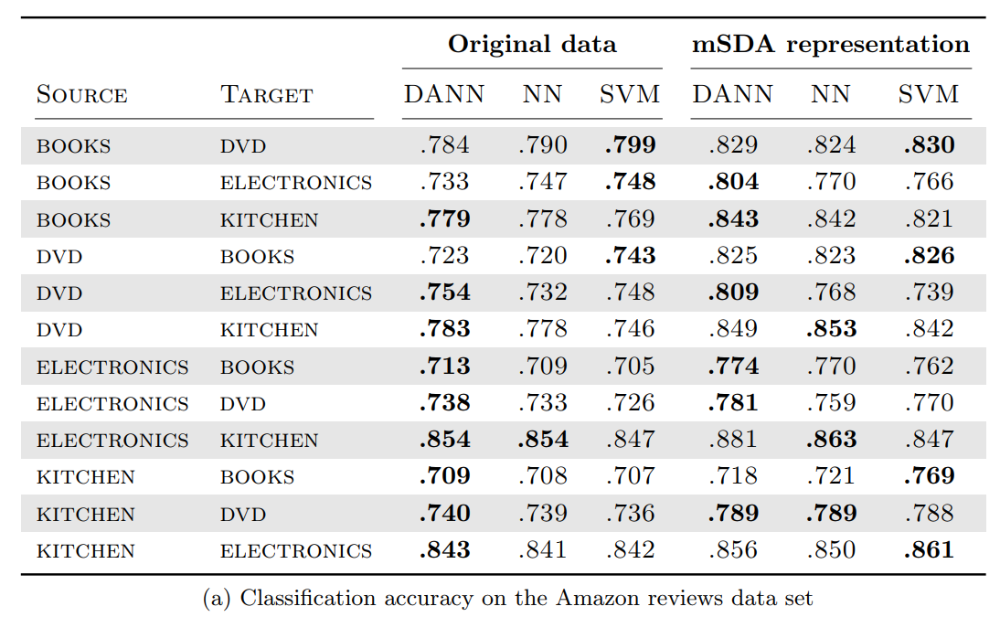 Original data mSDA representation
Source Target DANN NN SVM DANN NN SVM
books dvd .784 .790 .799 .829 .824 .830
books electronics .733 .747 .748 .804 .770 .766
books kitchen .779 .778 .769 .843 .842 .821
dvd books .723 .720 .743 .825 .823 .826
dvd electronics .754 .732 .748 .809 .768 .739
dvd kitchen .783 .778 .746 .849 .853 .842
electronics books .713 .709 .705 .774 .770 .762
electronics dvd .738 .733 .726 .781 .759 .770
electronics kitchen .854 .854 .847 .881 .863 .847
kitchen books .709 .708 .707 .718 .721 .769
kitchen dvd .740 .739 .736 .789 .789 .788
kitchen electronics .843 .841 .842 .856 .850 .861
(a) Classification accuracy on the Amazon reviews data set